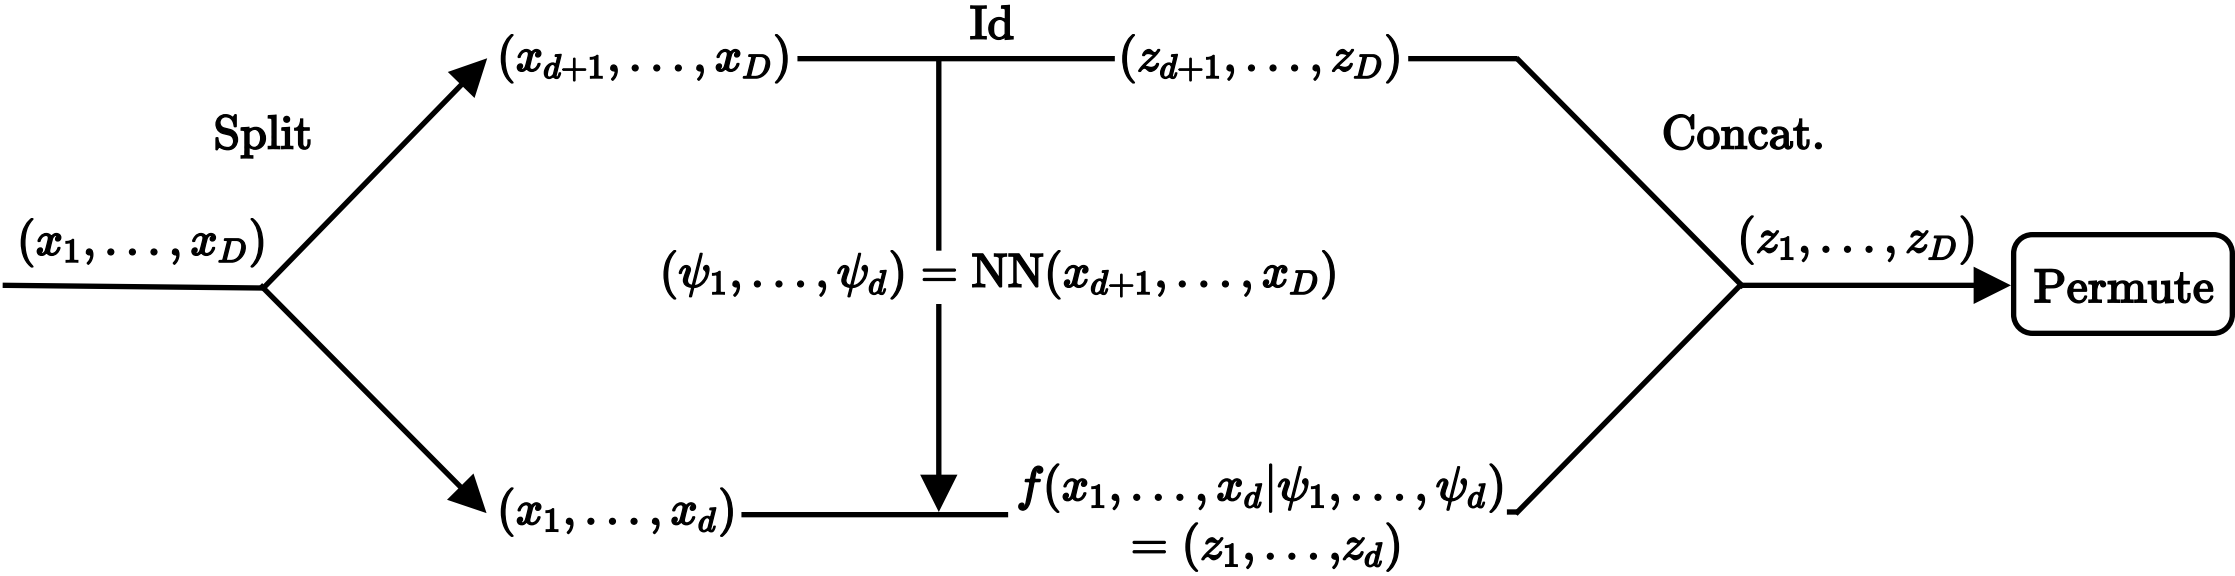 Id
(x_{d+1}, ..., x_D)
(z_{d+1}, ..., z_D)
Split
Concat.
(x_1, ..., x_D)
(z_1, ..., z_D)
(ψ_1, ..., ψ_d) = NN(x_{d+1}, ..., x_D)
Permute
(x_1, ..., x_d)
f(x_1, ..., x_d|ψ_1, ..., ψ_d)
= (z_1, ...,z_d)